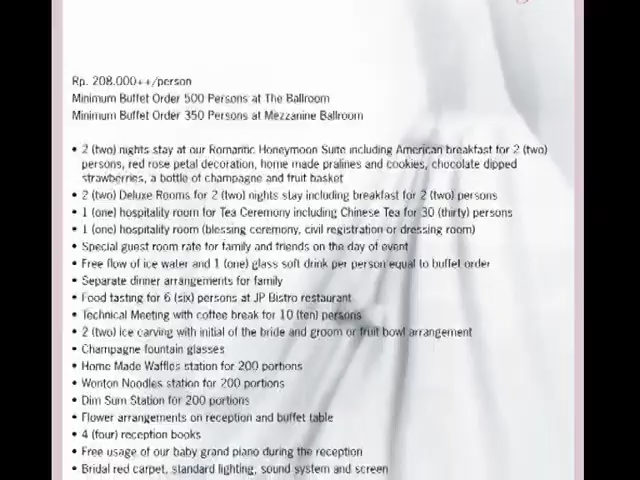 Rp. 208.000++/person
Minimum Buffet Order 500 Persons at The Ballroom
Minimum Buffet Order 350 Persons at Mezzanine Ballroom
• 2 (two) nights stay at our Romantic Honeymoon Suite including American breakfast for 2 (two)
persons, red rose petal decoration, home made pralines and cookies, chocolate dipped
strawberries, a bottle of champagne and fruit basket
• 2 (two) Deluxe Rooms for 2 (two) nights stay including breakfast for 2 (two) persons
• 1 (one) hospitality room for Tea Ceremony including Chinese Tea for 30 (thirty) persons
• 1 (one) hospitality room (blessing ceremony, civil registration or dressing room)
• Special guest room rate for family and friends on the day of event
• Free flow of ice water and 1 (one) glass soft drink per person equal to buffet order
• Separate dinner arrangements for family
• Food tasting for 6 (six) persons at JP Bistro restaurant
• Technical Meeting with coffee break for 10 (ten) persons
• 2 (two) ice carving with initial of the bride and groom or fruit bowl arrangement
• Champagne fountain glasses
• Home Made Waffles station for 200 portions
• Wonton Noodles station for 200 portions
• Dim Sum Station for 200 portions
• Flower arrangements on reception and buffet table
• 4 (four) reception books
• Free usage of our baby grand piano during the reception
• Bridal red carpet, standard lighting, sound system and screen